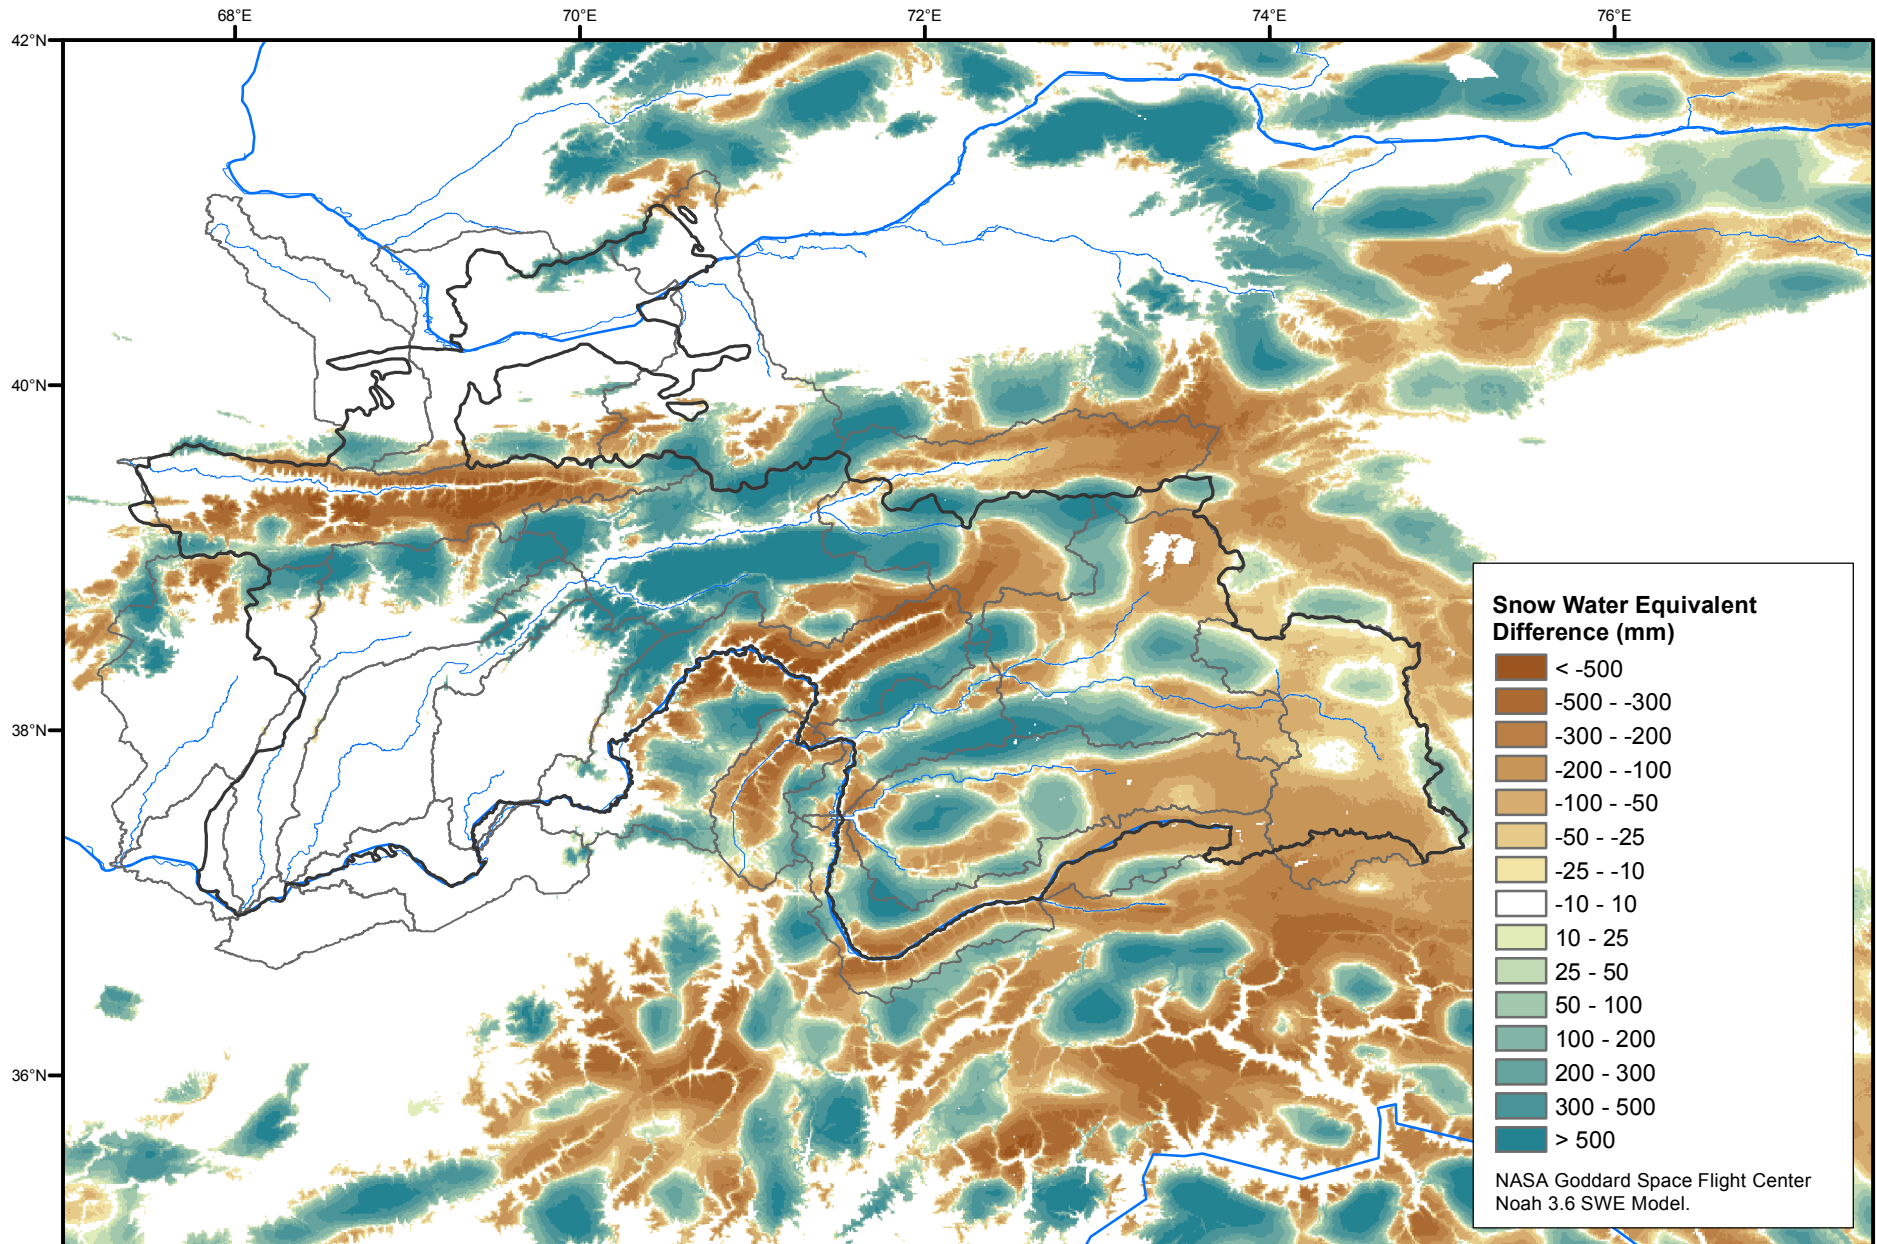 68°E 70°E 72°E 74°E 76°E
42°N
40°N
38°N
36°N
Snow Water Equivalent
Difference (mm)
< -500
-500 - -300
-300 - -200
-200 - -100
-100 - -50
-50 - -25
-25 - -10
-10 - 10
10 - 25
25 - 50
50 - 100
100 - 200
200 - 300
300 - 500
> 500
NASA Goddard Space Flight Center
Noah 3.6 SWE Model.